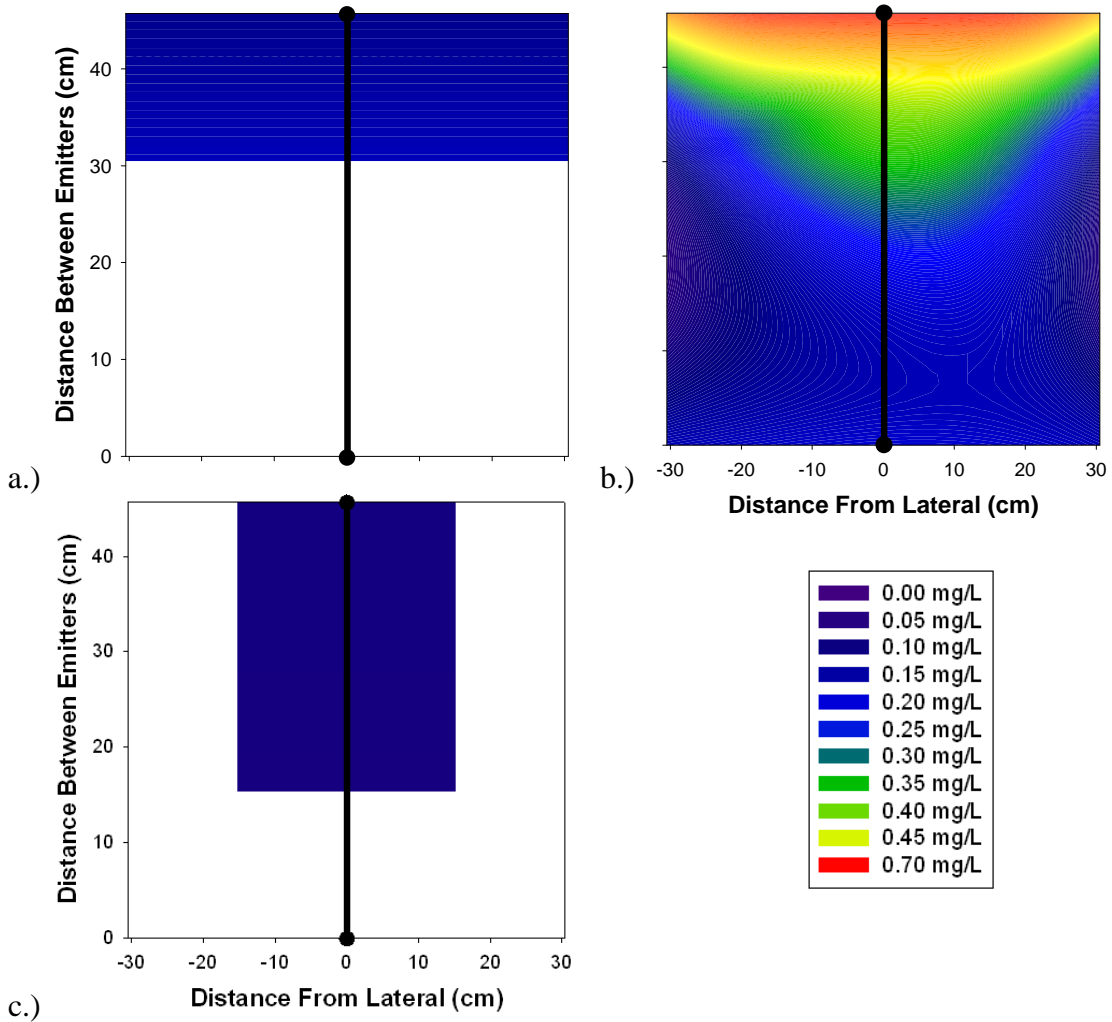 Distance Between Emitters (cm)
40
30
20
10
0
a.)
b.)
-30 -20 -10 0 10 20 30
Distance From Lateral (cm)
Distance Between Emitters (cm)
40
30
20
10
0
-30 -20 -10 0 10 20 30
Distance From Lateral (cm)
c.)
0.00 mg/L
0.05 mg/L
0.10 mg/L
0.15 mg/L
0.20 mg/L
0.25 mg/L
0.30 mg/L
0.35 mg/L
0.40 mg/L
0.45 mg/L
0.70 mg/L